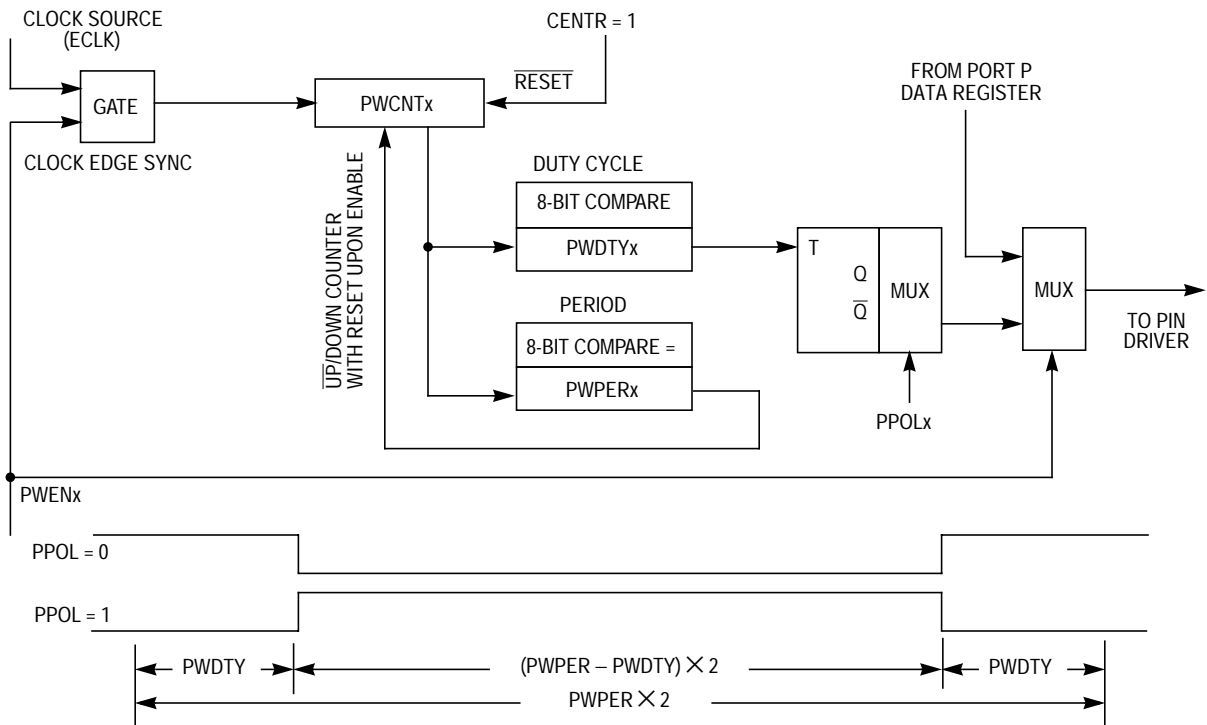 CLOCK SOURCE
(ECLK)
CENTR = 1
RESET
FROM PORT P
DATA REGISTER
GATE
PWCNTx
CLOCK EDGE SYNC
UP/DOWN COUNTER
WITH RESET UPON ENABLE
DUTY CYCLE
8-BIT COMPARE
PWDTYx
T
Q
Q
MUX
MUX
TO PIN
DRIVER
PERIOD
8-BIT COMPARE =
PWPERx
PPOLx
PWENx
PPOL = 0
PPOL = 1
PWDTY
(PWPER – PWDTY) × 2
PWDTY
PWPER × 2